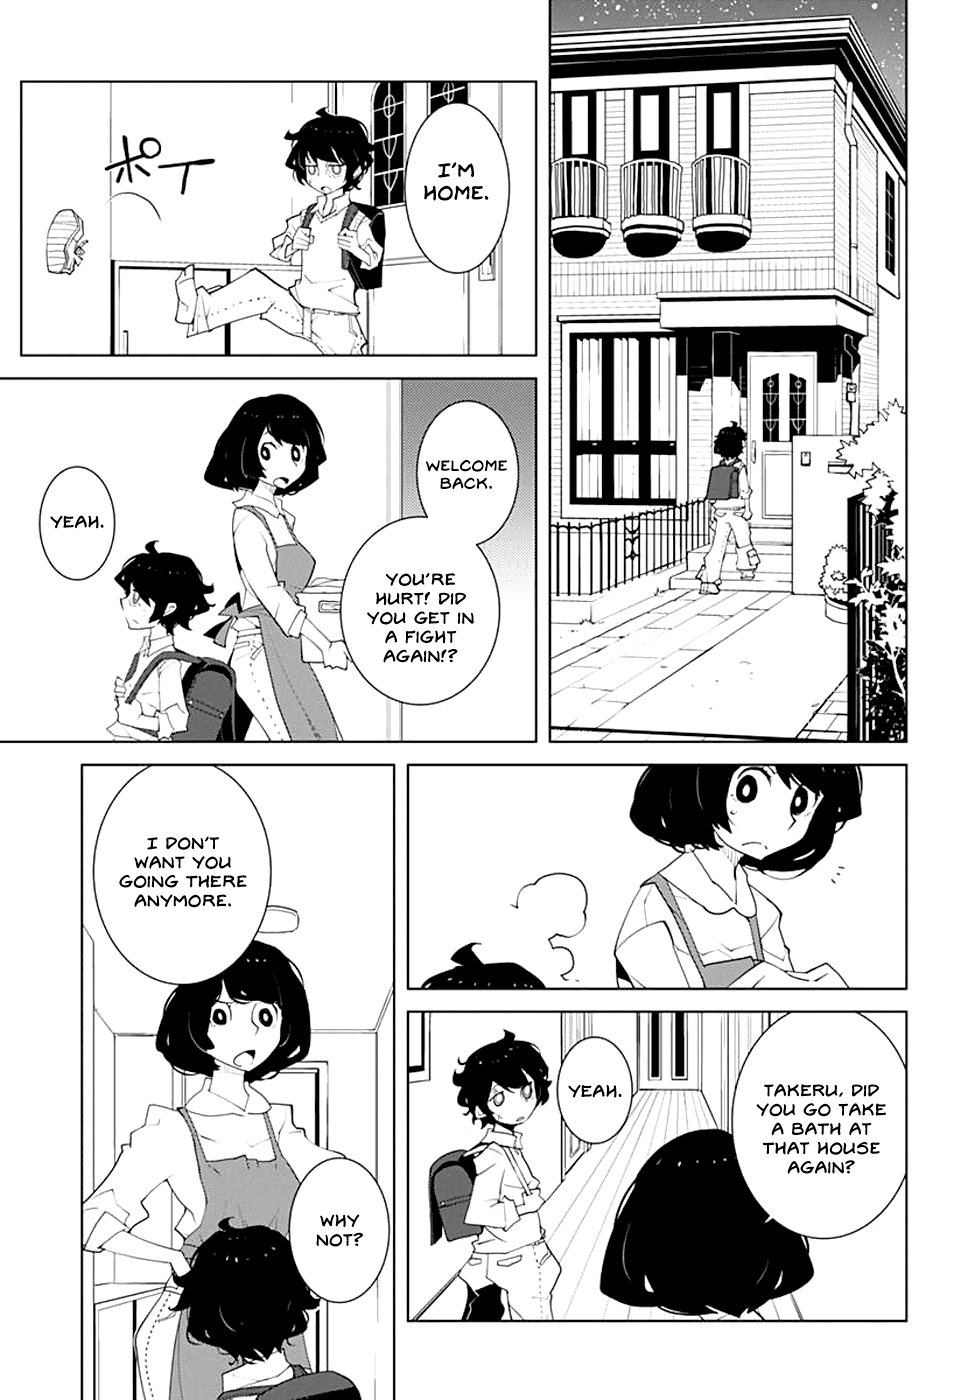 I'M
HOME.
ポイ
WELCOME
BACK.
YOU'RE
HURT! DID
YOU GET IN
A FIGHT
AGAIN!?
YEAH.
TAKERU, DID
YOU GO TAKE
A BATH AT
THAT HOUSE
AGAIN?
YEAH.
I DON'T
WANT YOU
GOING THERE
ANYMORE.
WHY
NOT?